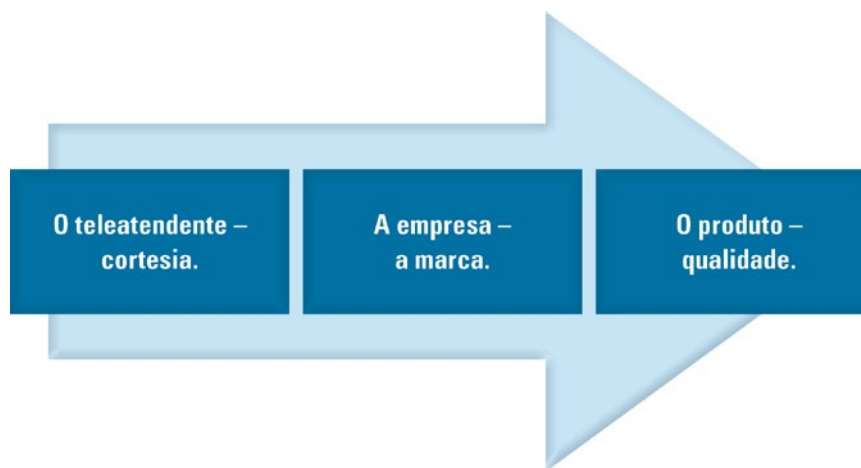 O teleatendente –
cortesia.
A empresa –
a marca.
O produto –
qualidade.